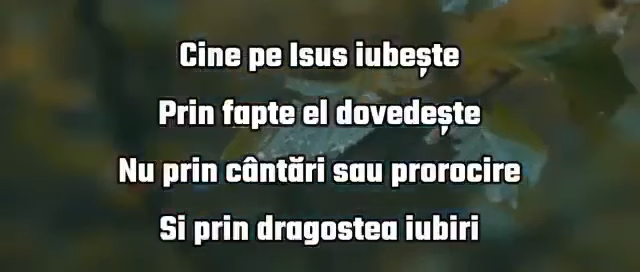 Cine pe Isus iubește
Prin fapte el dovedește
Nu prin cântări sau prorocire
Si prin dragostea iubiri